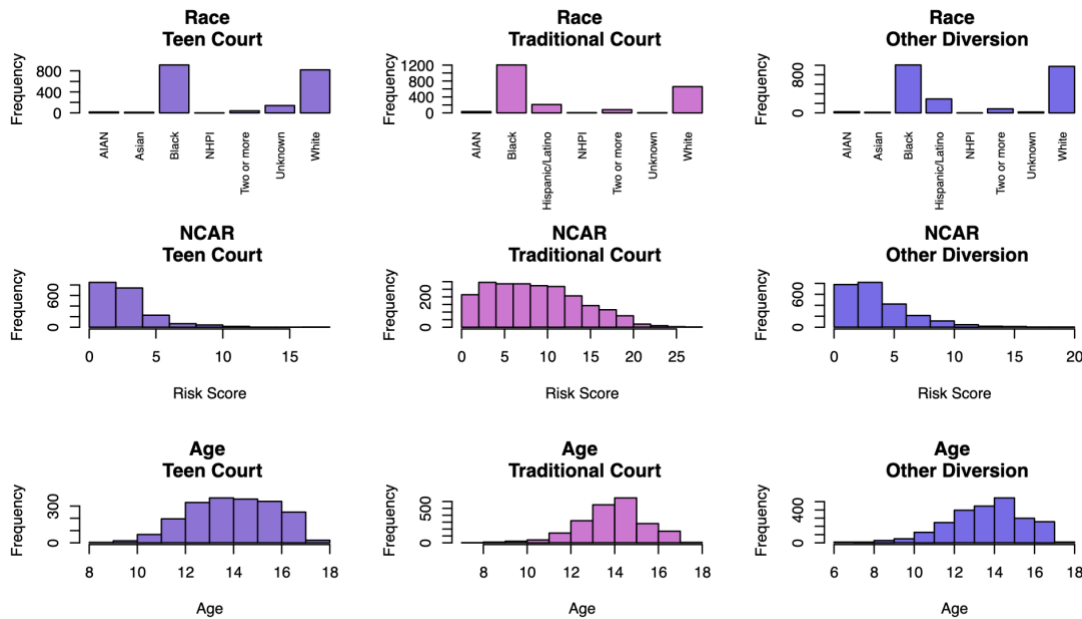 Race
Teen Court
Frequency
0 400 800
AIAN Asian Black NHPI Two or more Unknown White
Race
Traditional Court
Frequency
0 400 800 1200
AIAN Black Hispanic/Latino NHPI Two or more Unknown White
Race
Other Diversion
Frequency
0 400 800
AIAN Asian Black Hispanic/Latino NHPI Two or more Unknown White
NCAR
Teen Court
Frequency
0 600
0 5 10 15
Risk Score
NCAR
Traditional Court
Frequency
0 200
0 5 10 15 20 25
Risk Score
NCAR
Other Diversion
Frequency
0 600
0 5 10 15 20
Risk Score
Age
Teen Court
Frequency
0 300
8 10 12 14 16 18
Age
Age
Traditional Court
Frequency
0 500
8 10 12 14 16 18
Age
Age
Other Diversion
Frequency
0 400
6 8 10 12 14 16 18
Age